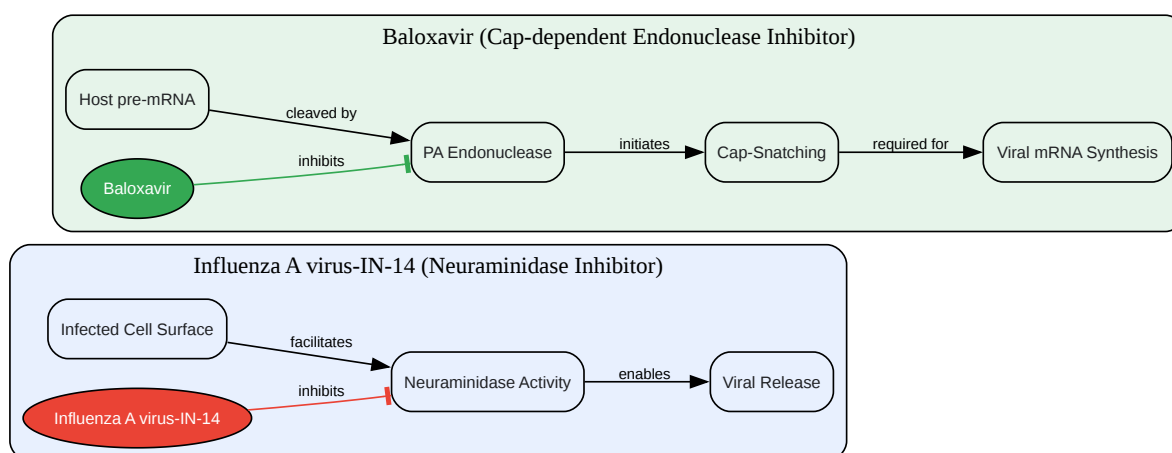 Baloxavir (Cap-dependent Endonuclease Inhibitor)
Host pre-mRNA
cleaved by
PA Endonuclease
initiates
Cap-Snatching
required for
Viral mRNA Synthesis
inhibits
Baloxavir
Influenza A virus-IN-14 (Neuraminidase Inhibitor)
Infected Cell Surface
facilitates
Neuraminidase Activity
enables
Viral Release
inhibits
Influenza A virus-IN-14